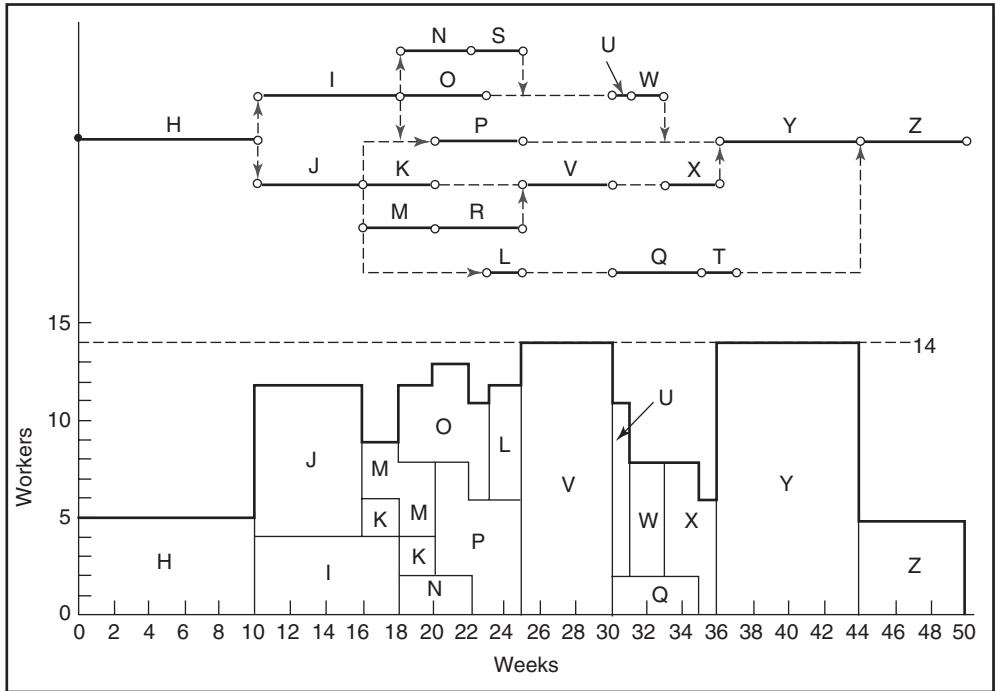 N S
U
I O W
H P Y Z
J K V X
M R
L Q T
15
14
U
10 O
J M L
V Y
Workers
5 K M W X
H K P Z
I N Q
0
0 2 4 6 8 10 12 14 16 18 20 22 24 26 28 30 32 34 36 38 40 42 44 46 48 50
Weeks